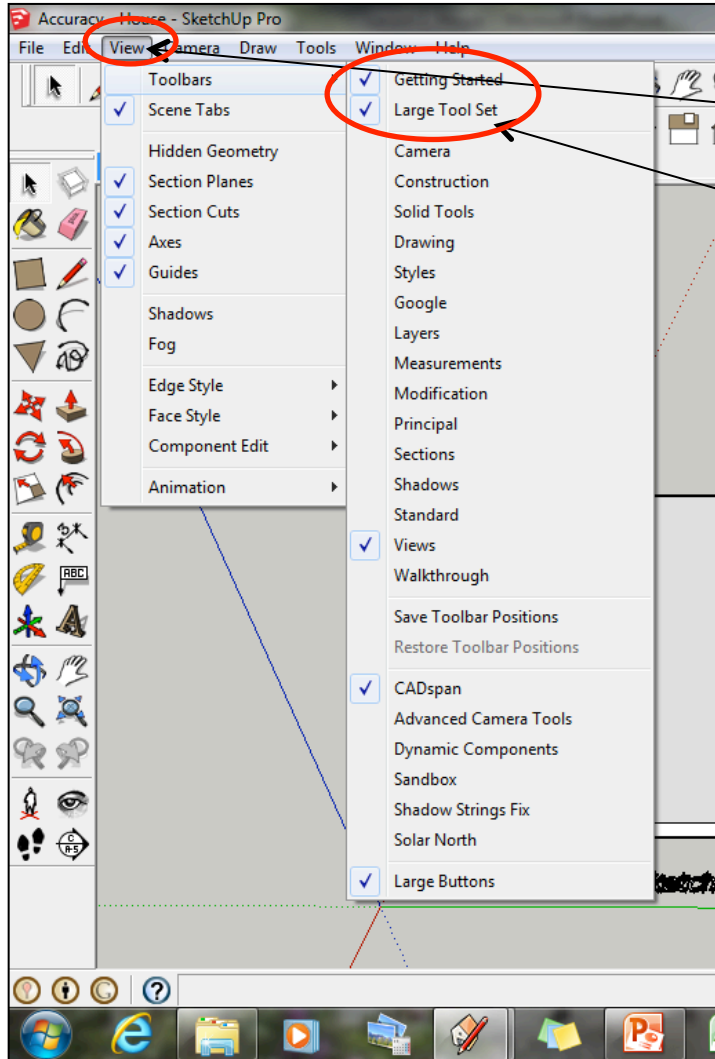 Accuracy - House - SketchUp Pro
File Edit View Camera Draw Tools Window Help
Toolbars
Scene Tabs
Hidden Geometry
Section Planes
Section Cuts
Axes
Guides
Shadows
Fog
Edge Style
Face Style
Component Edit
Animation
Getting Started
Large Tool Set
Camera
Construction
Solid Tools
Drawing
Styles
Google
Layers
Measurements
Modification
Principal
Sections
Shadows
Standard
Views
Walkthrough
Save Toolbar Positions
Restore Toolbar Positions
CADspan
Advanced Camera Tools
Dynamic Components
Sandbox
Shadow Strings Fix
Solar North
Large Buttons
ABC
A
C
A-5